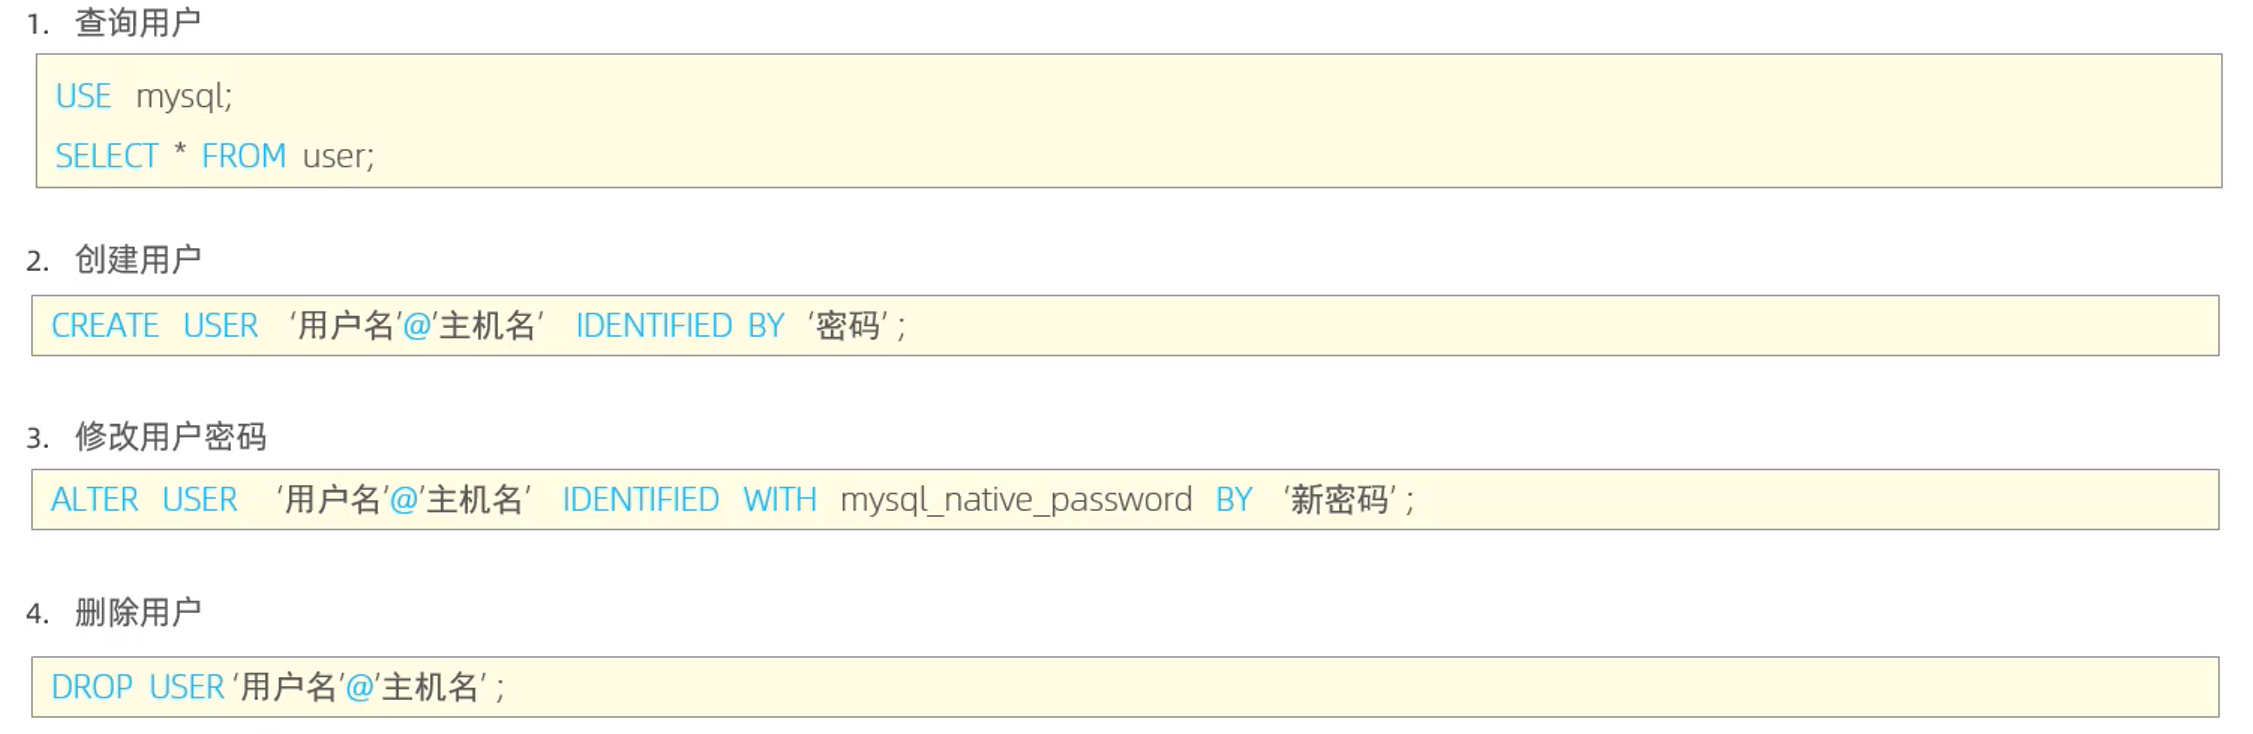 1. 查询用户
USE mysql;
SELECT * FROM user;
2. 创建用户
CREATE USER ‘用户名’@’主机名’ IDENTIFIED BY ‘密码’ ;
3. 修改用户密码
ALTER USER ‘用户名’@’主机名’ IDENTIFIED WITH mysql_native_password BY ‘新密码’ ;
4. 删除用户
DROP USER ‘用户名’@’主机名’ ;